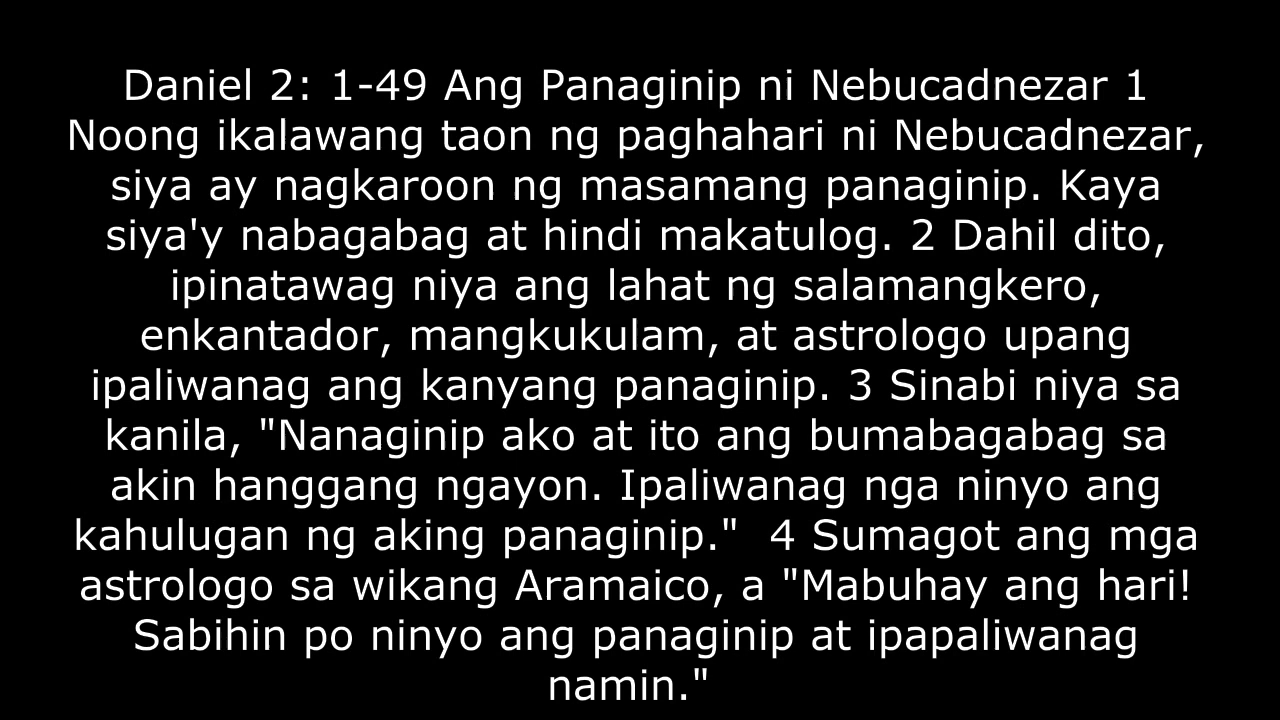 Daniel 2: 1-49 Ang Panaginip ni Nebucadnezar 1
Noong ikalawang taon ng paghahari ni Nebucadnezar,
siya ay nagkaroon ng masamang panaginip. Kaya
siya'y nabagabag at hindi makatulog. 2 Dahil dito,
ipinatawag niya ang lahat ng salamangkero,
enkantador, mangkukulam, at astrologo upang
ipaliwanag ang kanyang panaginip. 3 Sinabi niya sa
kanila, "Nanaginip ako at ito ang bumabagabag sa
akin hanggang ngayon. Ipaliwanag nga ninyo ang
kahulugan ng aking panaginip."  4 Sumagot ang mga
astrologo sa wikang Aramaico, a "Mabuhay ang hari!
Sabihin po ninyo ang panaginip at ipapaliwanag
namin."